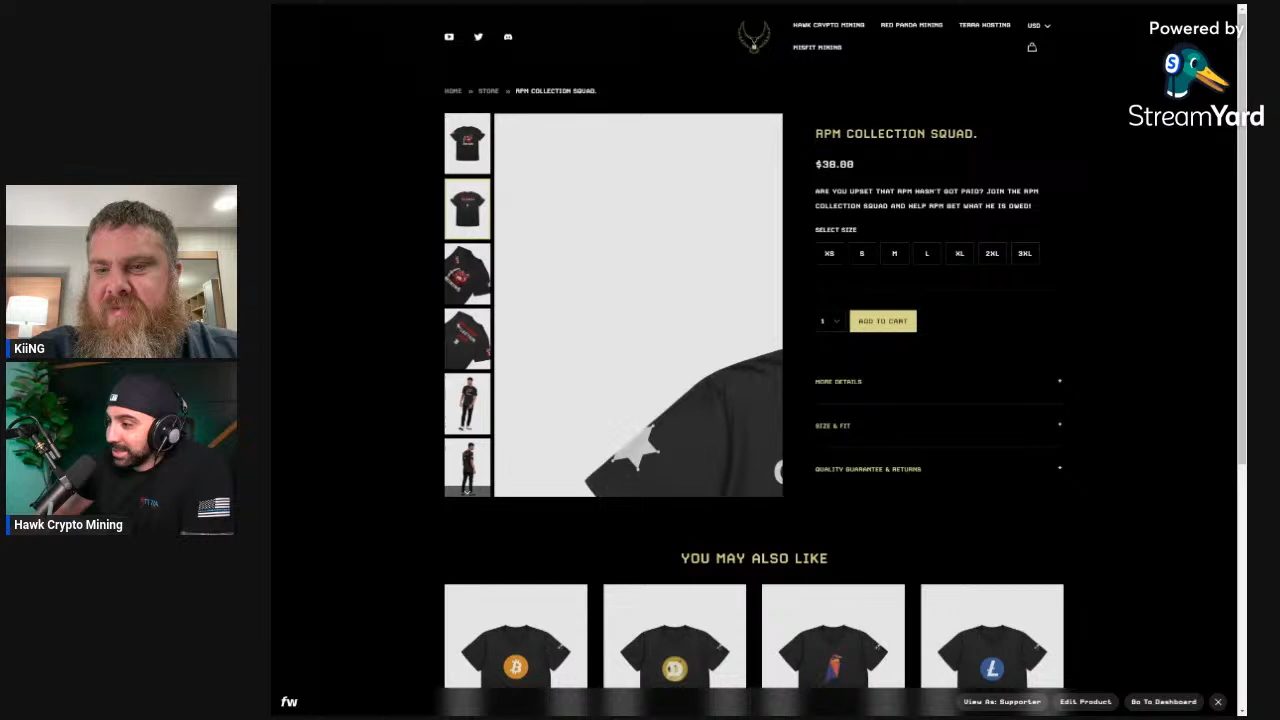 HAWK CRYPTO MINING
RED PANDA MINING
TERRA HOSTING
USD
MISFIT MINING
Powered by
StreamYard
HOME » STORE » RPM COLLECTION SQUAD.
RPM COLLECTION SQUAD.
$38.00
ARE YOU UPSET THAT RPM HASN'T GOT PAID? JOIN THE RPM
COLLECTION SQUAD AND HELP RPM GET WHAT HE IS OWED!
SELECT SIZE
XS S M L XL 2XL 3XL
1
ADD TO CART
MORE DETAILS +
SIZE & FIT +
QUALITY GUARANTEE & RETURNS +
KiiNG
Hawk Crypto Mining
YOU MAY ALSO LIKE
fw
View As: Supporter
Edit Product
Go To Dashboard